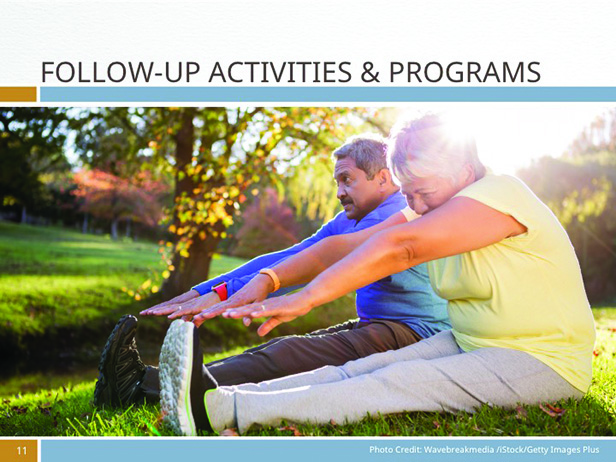 FOLLOW-UP ACTIVITIES & PROGRAMS
11
Photo Credit: Wavebreakmedia /iStock/Getty Images Plus